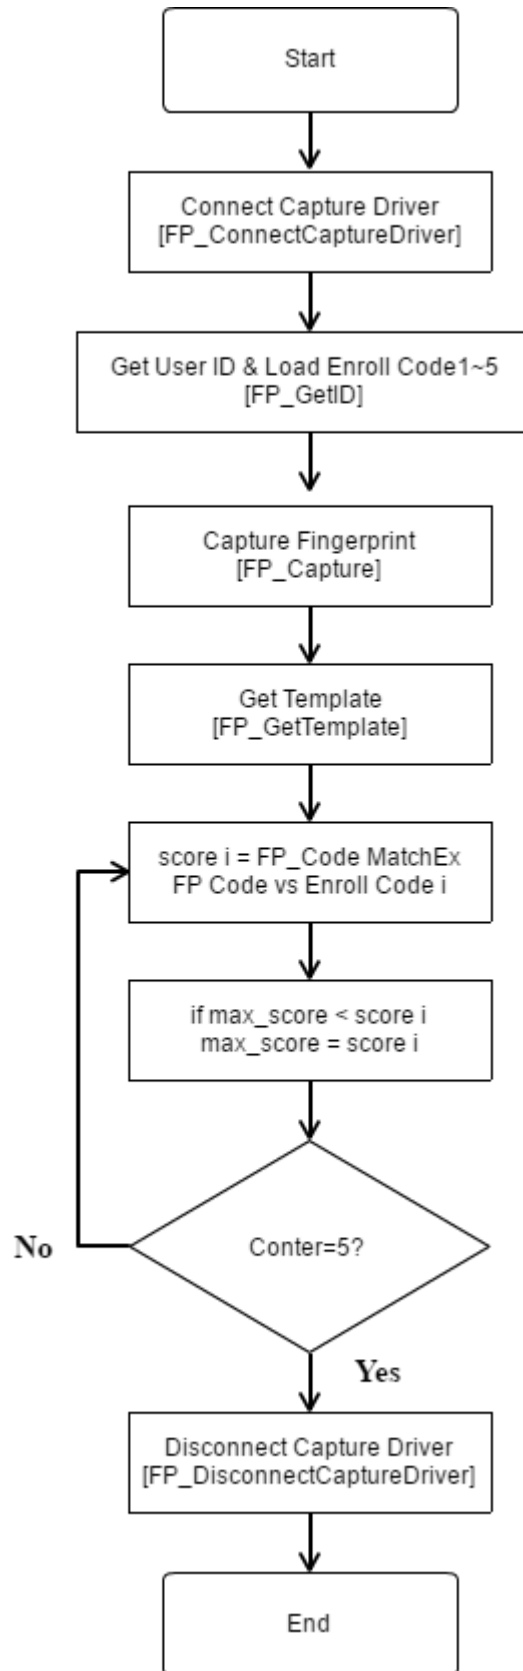 Start
Connect Capture Driver
[FP_ConnectCaptureDriver]
Get User ID & Load Enroll Code1~5
[FP_GetID]
Capture Fingerprint
[FP_Capture]
Get Template
[FP_GetTemplate]
score i = FP_Code MatchEx
FP Code vs Enroll Code i
if max_score < score i
max_score = score i
Conter=5?
No
Yes
Disconnect Capture Driver
[FP_DisconnectCaptureDriver]
End